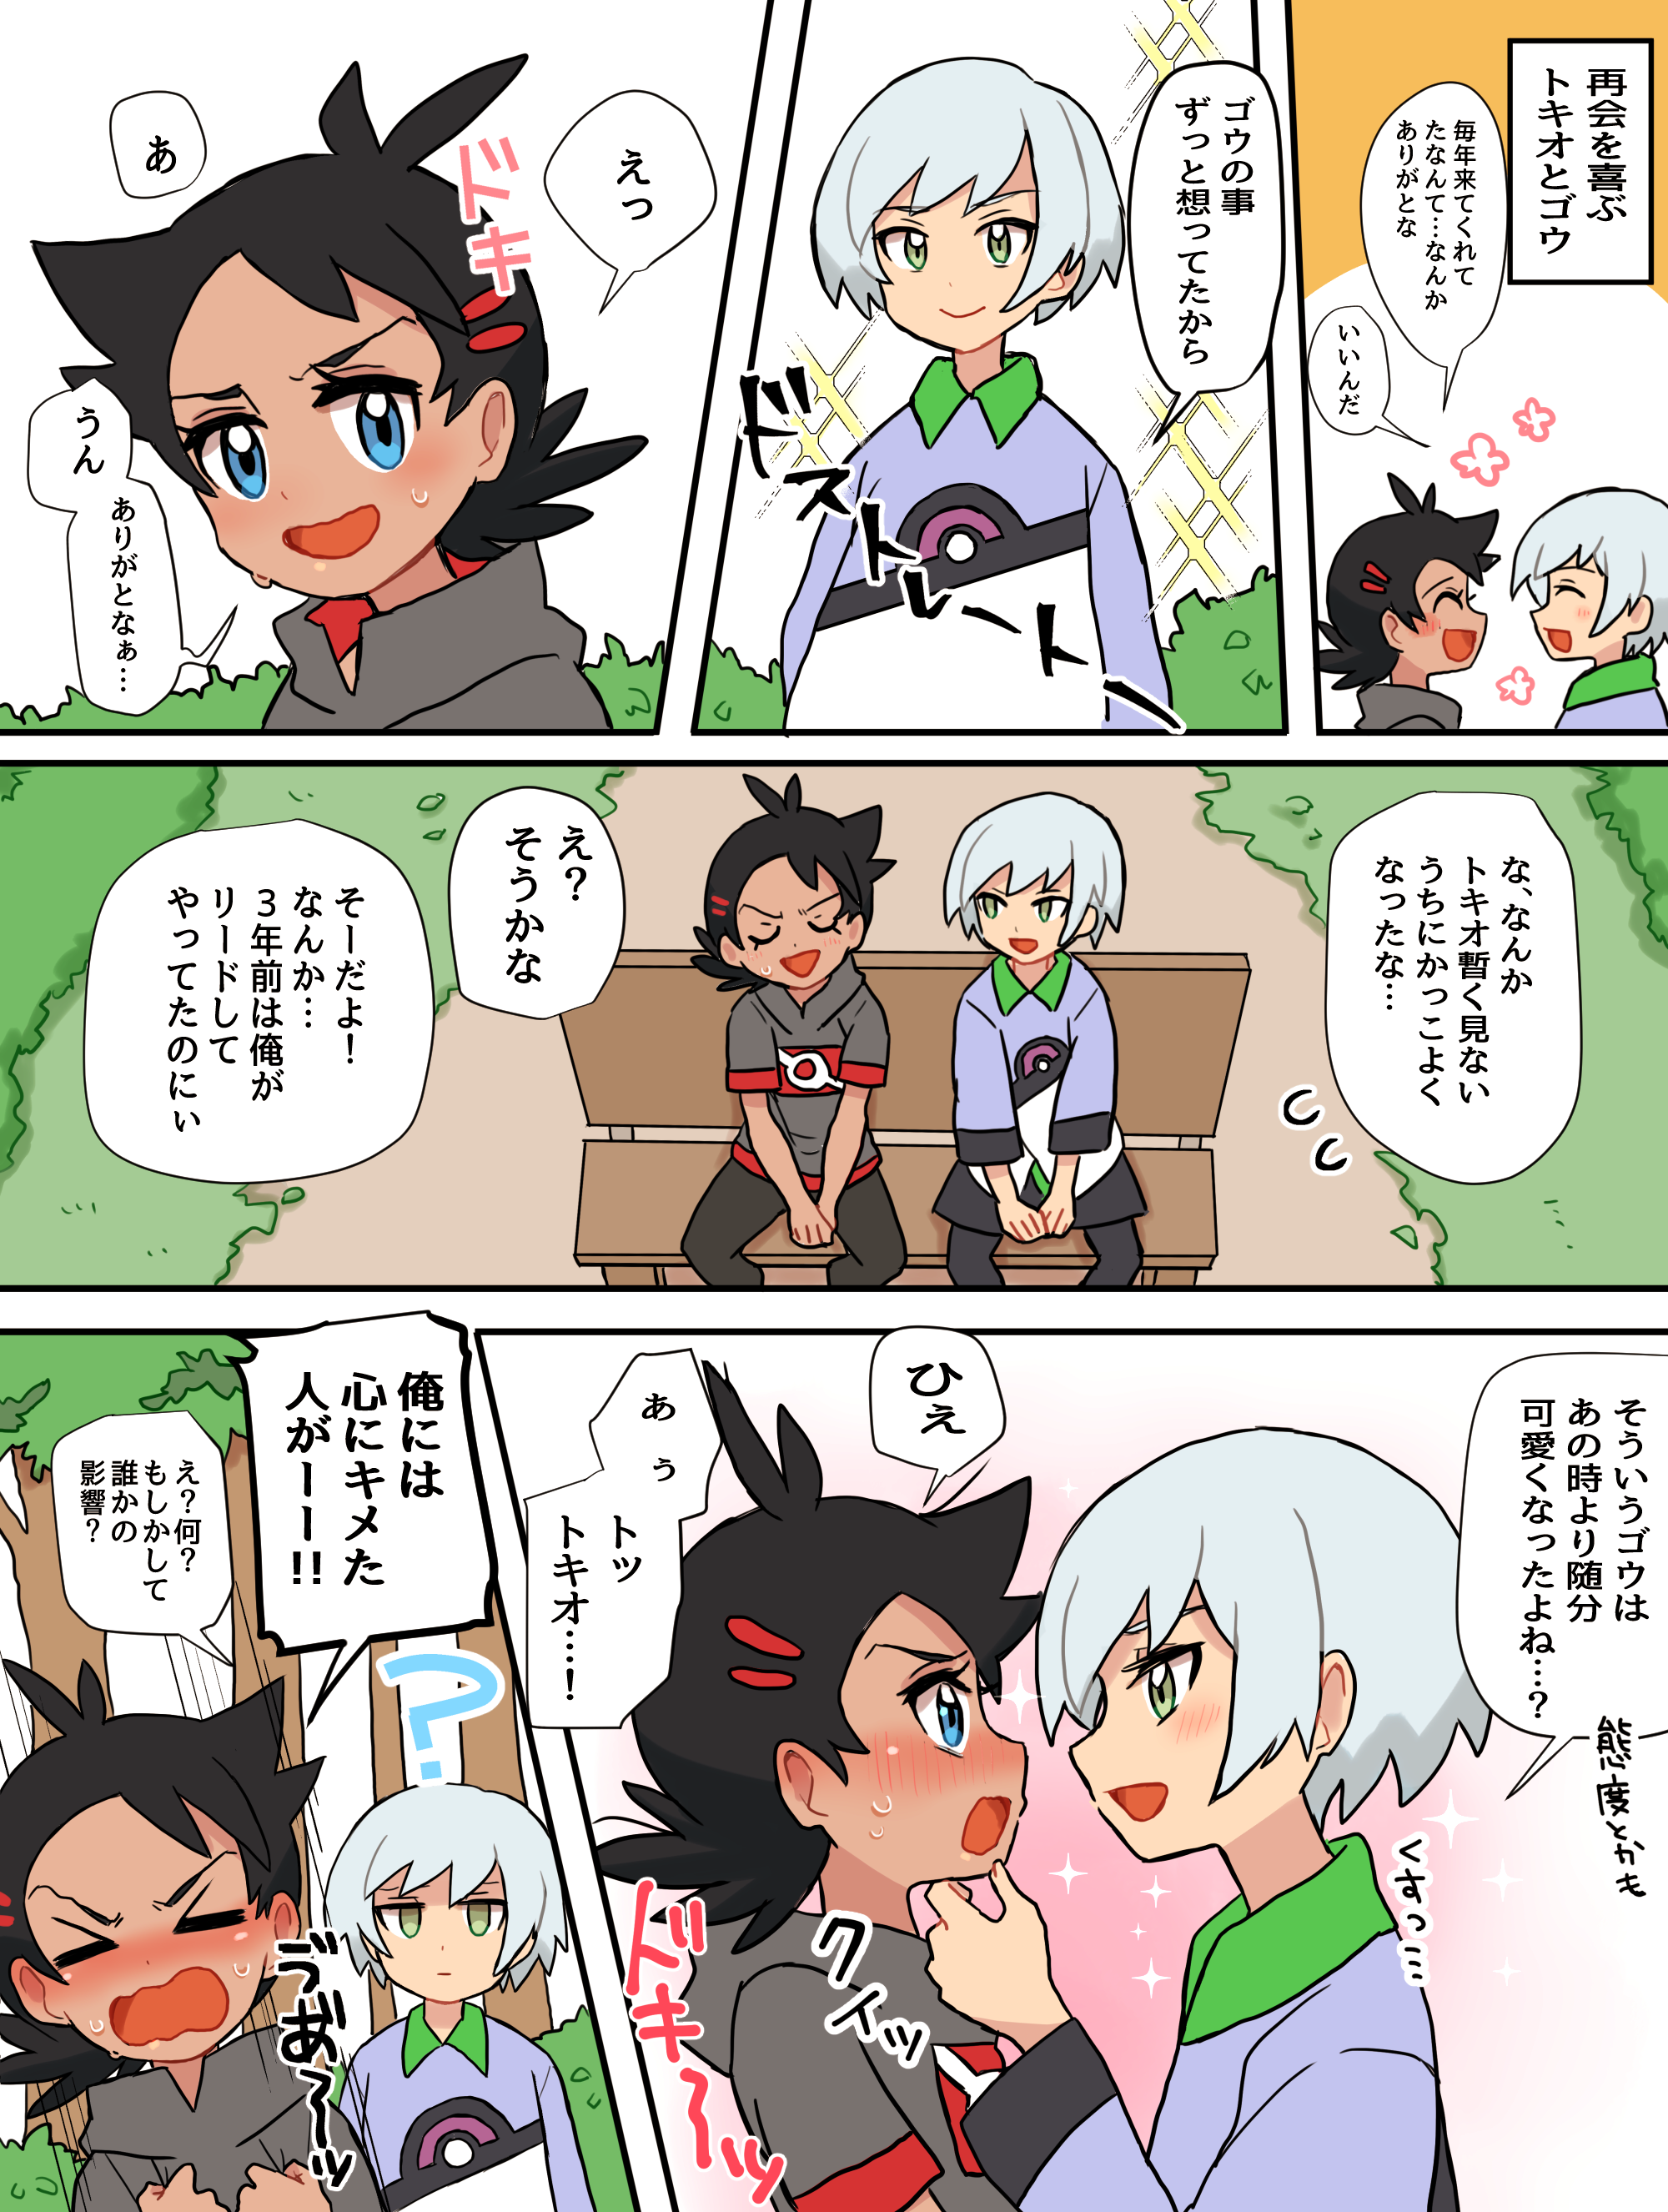 再会を喜ぶ
トキオとゴウ
毎年来てくれて
たなんて…なんか
ありがとな
いいんだ
ゴウの事
ずっと想ってたから
ドストレートー
えっ
ドキ
あ
うん
ありがとなぁ…
な、なんか
トキオ暫く見ない
うちにかっこよく
なったな…
え？
そうかな
そーだよ！
なんか…
３年前は俺が
リードして
やってたのにぃ
そういうゴウは
あの時より随分
可愛くなったよね…？
態度とかも
くすっ…
ひえ
クイッ
あぅ
トッ
トキオ…！
ドキ〜ッ
俺には
心にキメた
人がーー!!
え？何？
もしかして
誰かの
影響？
？
ゔあ〜ッ